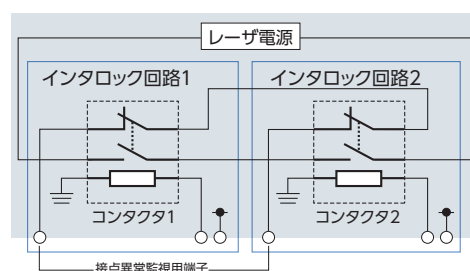 レーザ電源
インタロック回路1
インタロック回路2
コンタクタ1
コンタクタ2
接点異常監視用端子